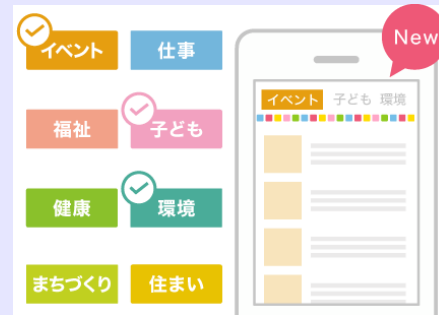 イベント 仕事
福祉 子ども
健康 環境
まちづくり 住まい
New
イベント 子ども 環境